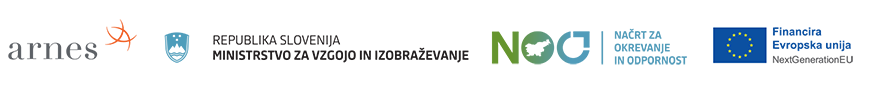 arnes
REPUBLIKA SLOVENIJA
MINISTRSTVO ZA VZGOJO IN IZOBRAŽEVANJE
NOO
NAČRT ZA
OKREVANJE
IN ODPORNOST
Financira
Evropska unija
NextGenerationEU